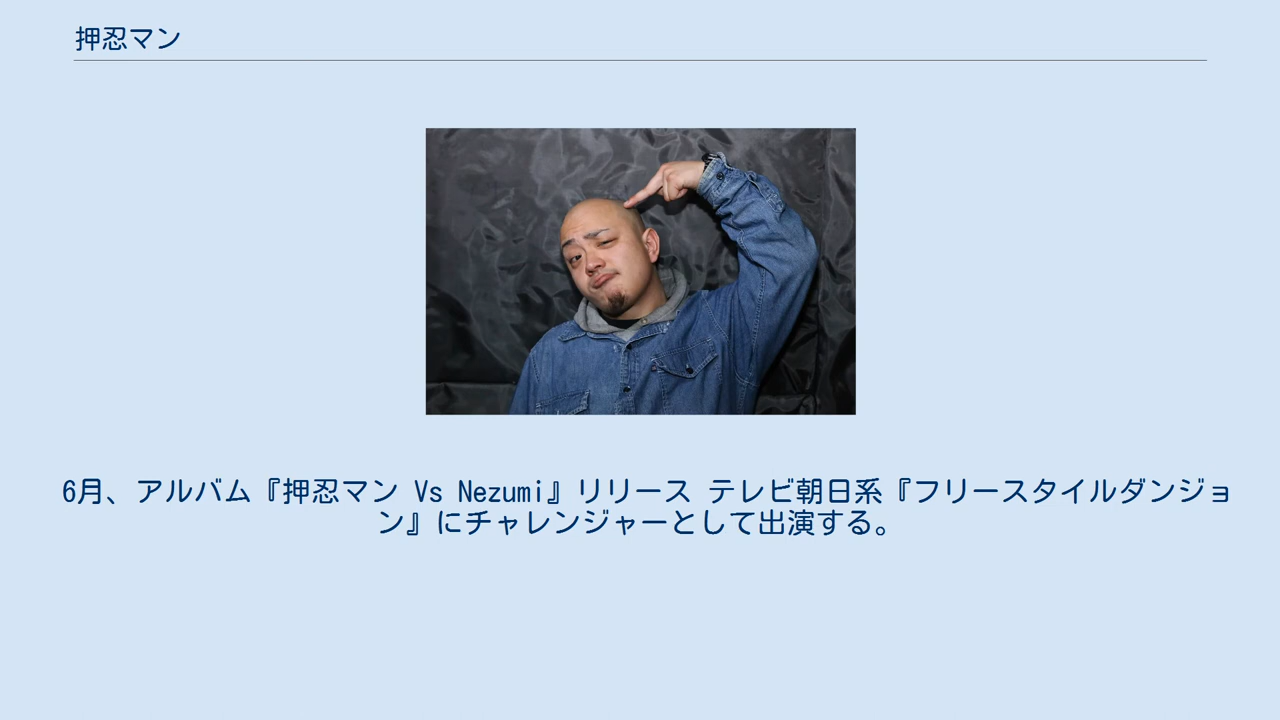 押忍マン
6月、アルバム『押忍マン Vs Nezumi』リリース テレビ朝日系『フリースタイルダンジョ
ン』にチャレンジャーとして出演する。